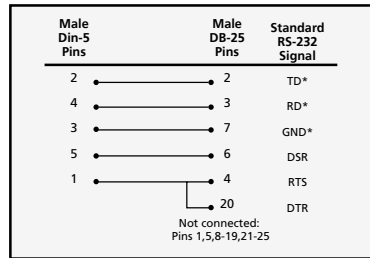 Male Din-5 Pins Male DB-25 Pins Standard RS-232 Signal
2 2 TD*
4 3 RD*
3 7 GND*
5 6 DSR
1 4 RTS
20 DTR
Not connected:
Pins 1,5,8-19,21-25